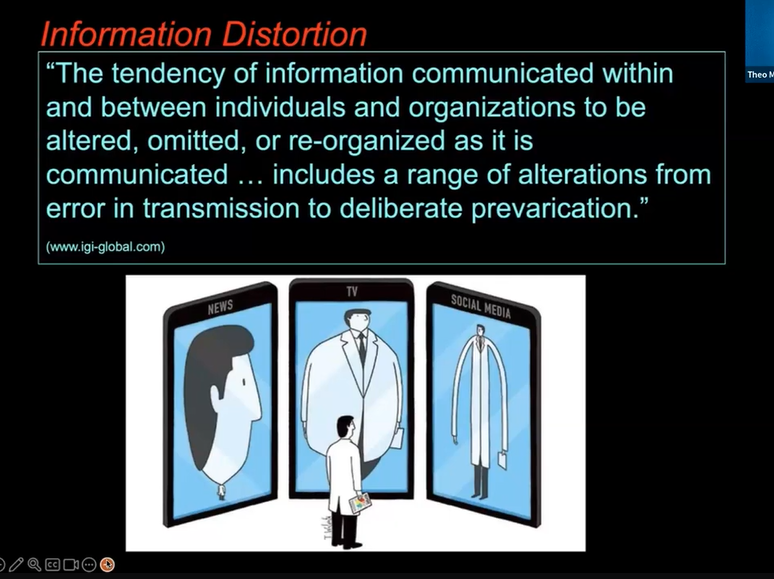 Information Distortion
Theo M
“The tendency of information communicated within
and between individuals and organizations to be
altered, omitted, or re-organized as it is
communicated … includes a range of alterations from
error in transmission to deliberate prevarication.”
(www.igi-global.com)
NEWS
TV
SOCIAL MEDIA
CC